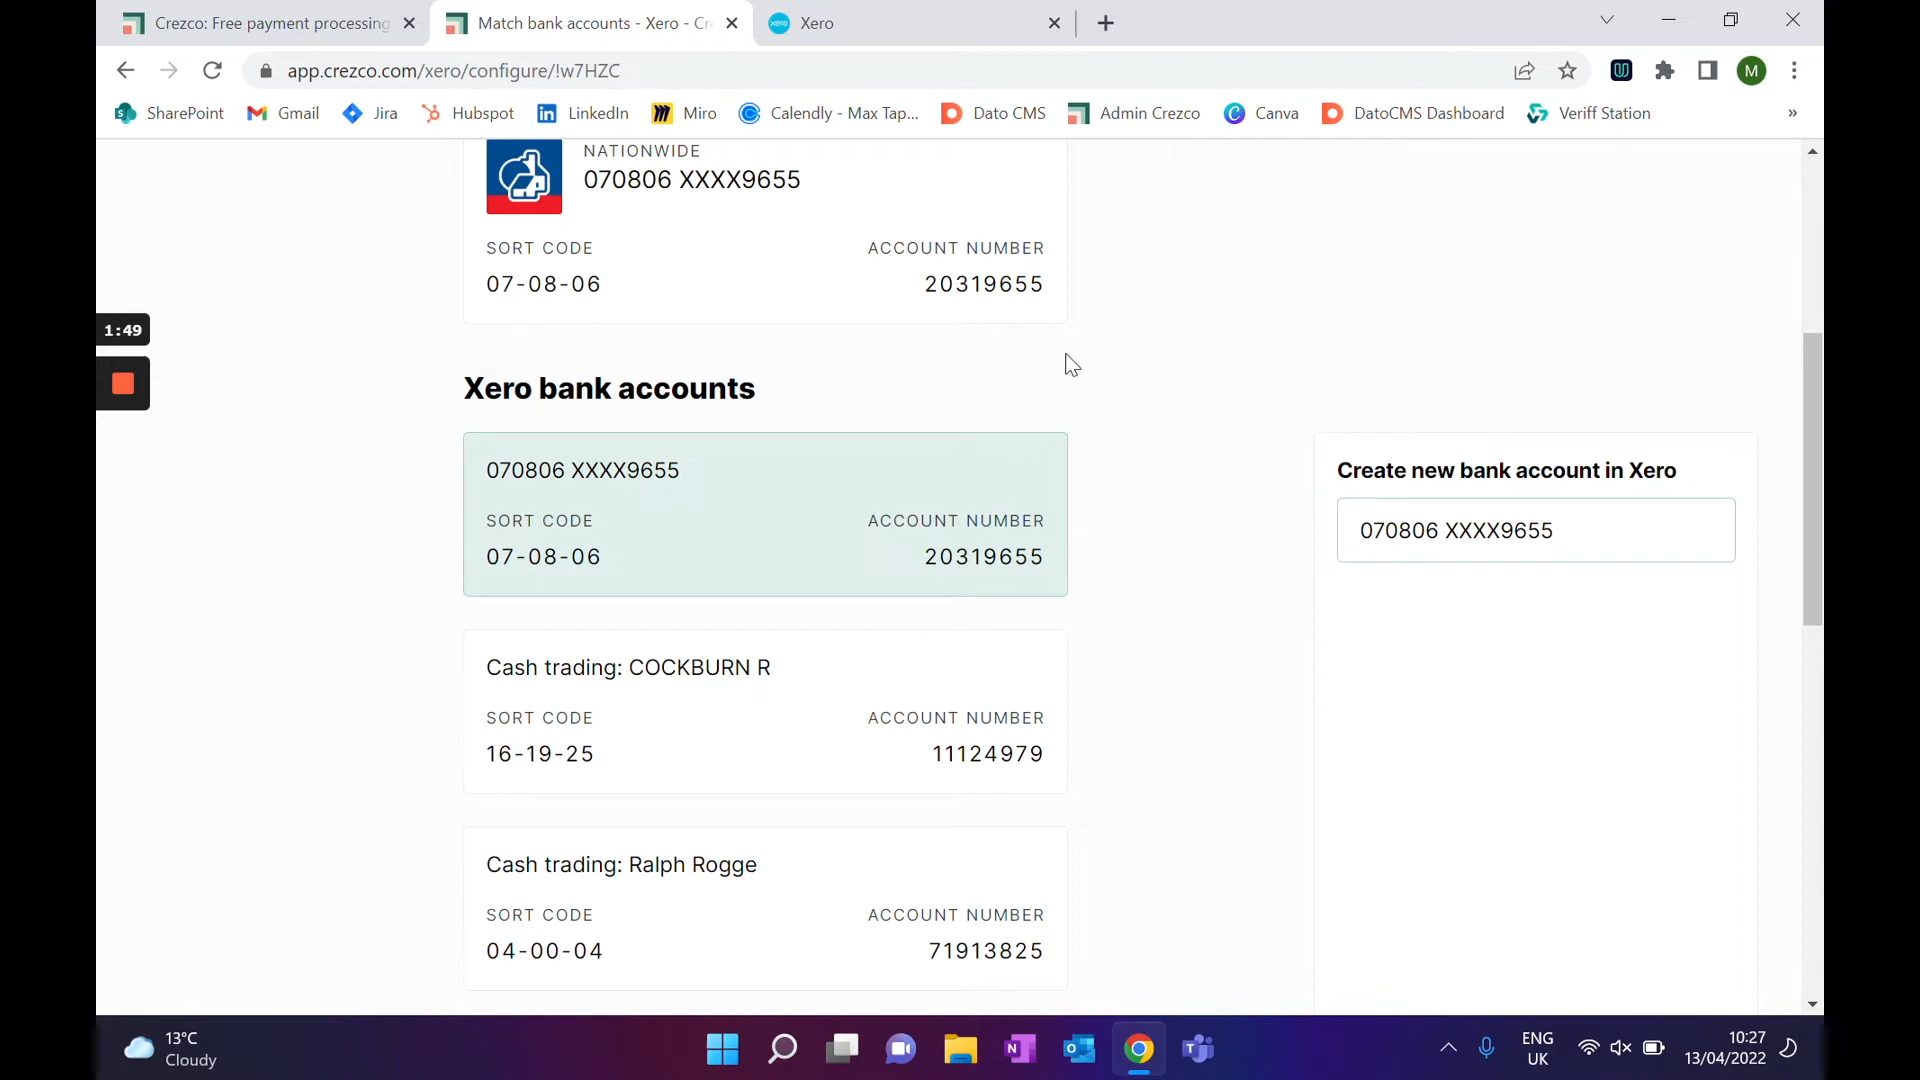 Crezco: Free payment processing
Match bank accounts - Xero - Cr
Xero
app.crezco.com/xero/configure/!w7HZC
M
SharePoint
Gmail
Jira
Hubspot
LinkedIn
Miro
Calendly - Max Tap...
Dato CMS
Admin Crezco
Canva
DatoCMS Dashboard
Veriff Station
»
NATIONWIDE
070806 XXXX9655
SORT CODE
ACCOUNT NUMBER
07-08-06
20319655
1:49
Xero bank accounts
070806 XXXX9655
SORT CODE
ACCOUNT NUMBER
07-08-06
20319655
Create new bank account in Xero
070806 XXXX9655
Cash trading: COCKBURN R
SORT CODE
ACCOUNT NUMBER
16-19-25
11124979
Cash trading: Ralph Rogge
SORT CODE
ACCOUNT NUMBER
04-00-04
71913825
13°C
Cloudy
ENG
UK
10:27
13/04/2022